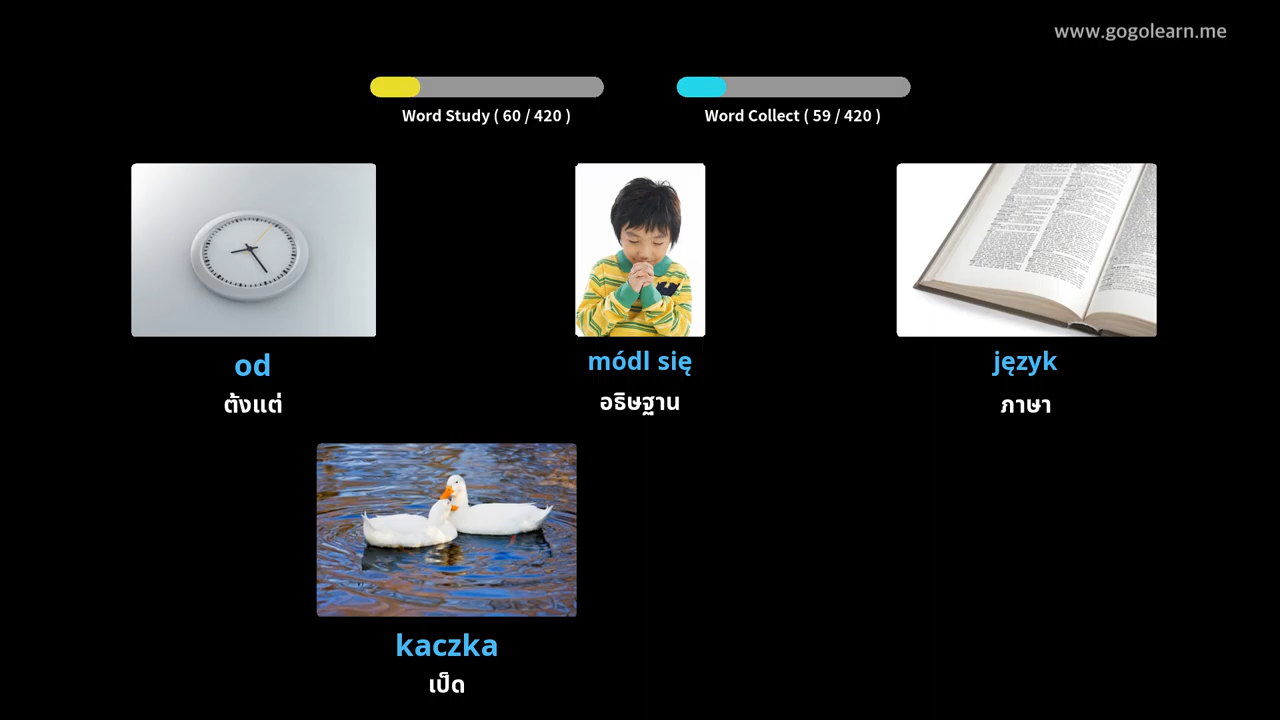 www.gogolearn.me
Word Study ( 60 / 420 )
Word Collect ( 59 / 420 )
od
ตั้งแต่
módl się
อธิษฐาน
język
ภาษา
kaczka
เป็ด